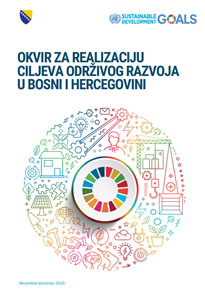 SUSTAINABLE
DEVELOPMENT
GOALS
OKVIR ZA REALIZACIJU
CILJEVA ODRŽIVOG RAZVOJA
U BOSNI I HERCEGOVINI
decembar/prosinac 2020.